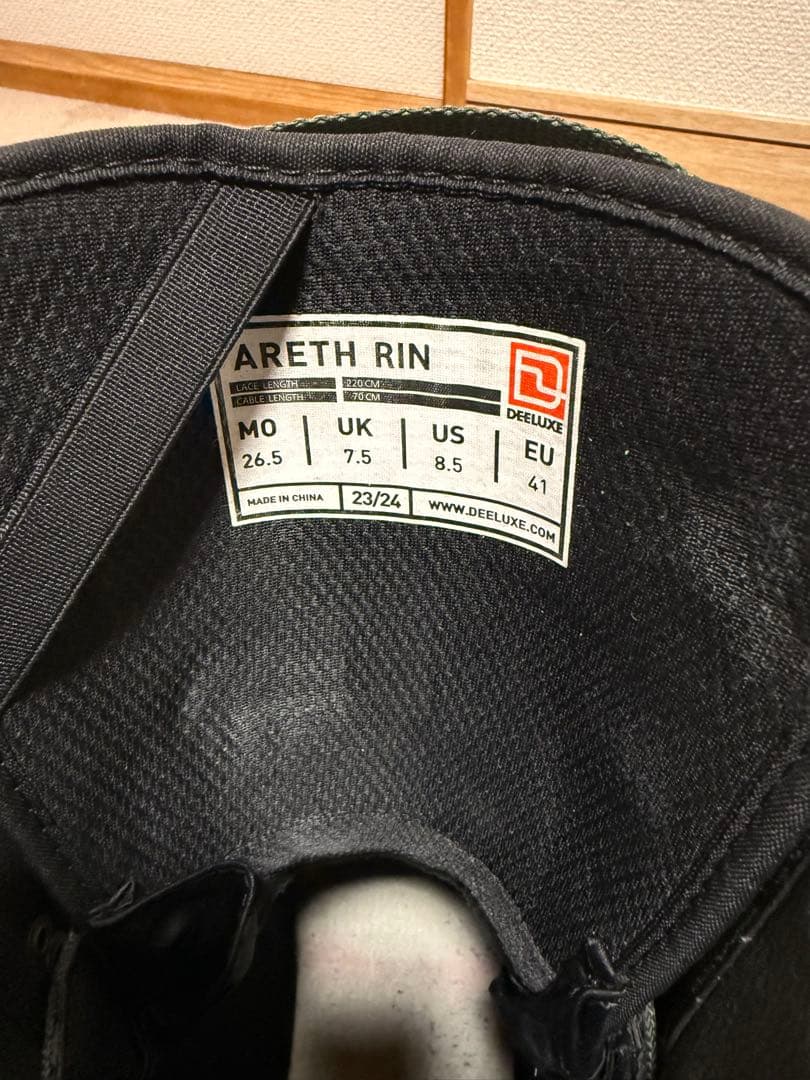 ARETH RIN
LACE LENGTH 220 CM
CABLE LENGTH 70 CM
DEELUXE
MO UK US EU
26.5 7.5 8.5 41
MADE IN CHINA 23/24 WWW.DEELUXE.COM